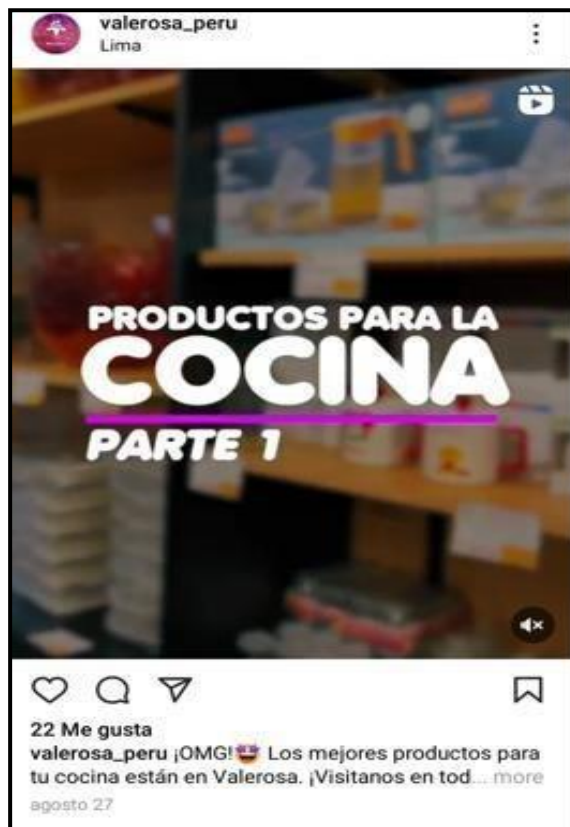 valerosa_peru
Lima
PRODUCTOS PARA LA
COCINA
PARTE 1
22 Me gusta
valerosa_peru ¡OMG!🤩 Los mejores productos para
tu cocina están en Valerosa. ¡Visitanos en tod... more
agosto 27